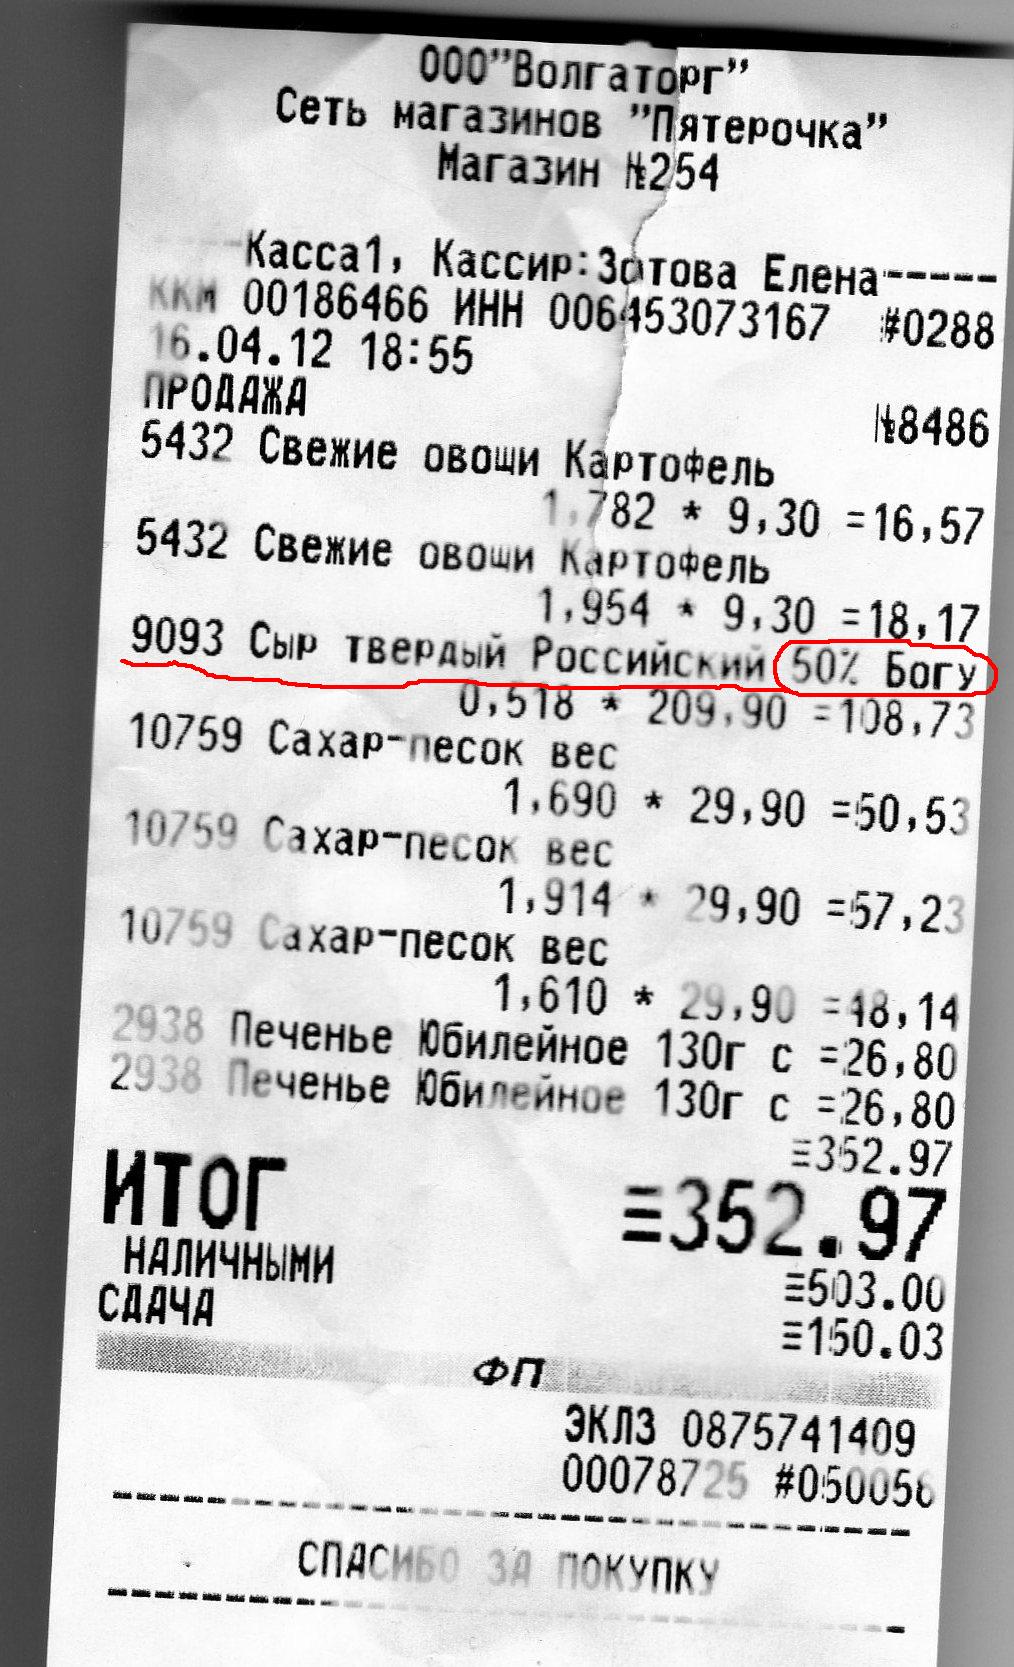 ООО"Волгаторг"
Сеть магазинов "Пятерочка"
Магазин №254
Касса1, Кассир:Зотова Елена-----
ККМ 00186466 ИНН 006453073167 #0288
16.04.12 18:55
ПРОДАЖА №8486
5432 Свежие овощи Картофель
1,782 * 9,30 =16,57
5432 Свежие овощи Картофель
1,954 * 9,30 =18,17
9093 Сыр твердый Российский 50% Богу
0,518 * 209,90 =108,73
10759 Сахар-песок вес
1,690 * 29,90 =50,53
10759 Сахар-песок вес
1,914 * 29,90 =57,23
10759 Сахар-песок вес
1,610 * 29,90 =48,14
2938 Печенье Юбилейное 130г с =26,80
2938 Печенье Юбилейное 130г с =26,80
≡352.97
ИТОГ ≡352.97
НАЛИЧНЫМИ ≡503.00
СДАЧА ≡150.03
ФП
ЭКЛЗ 0875741409
00078725 #050056
СПАСИБО ЗА ПОКУПКУ